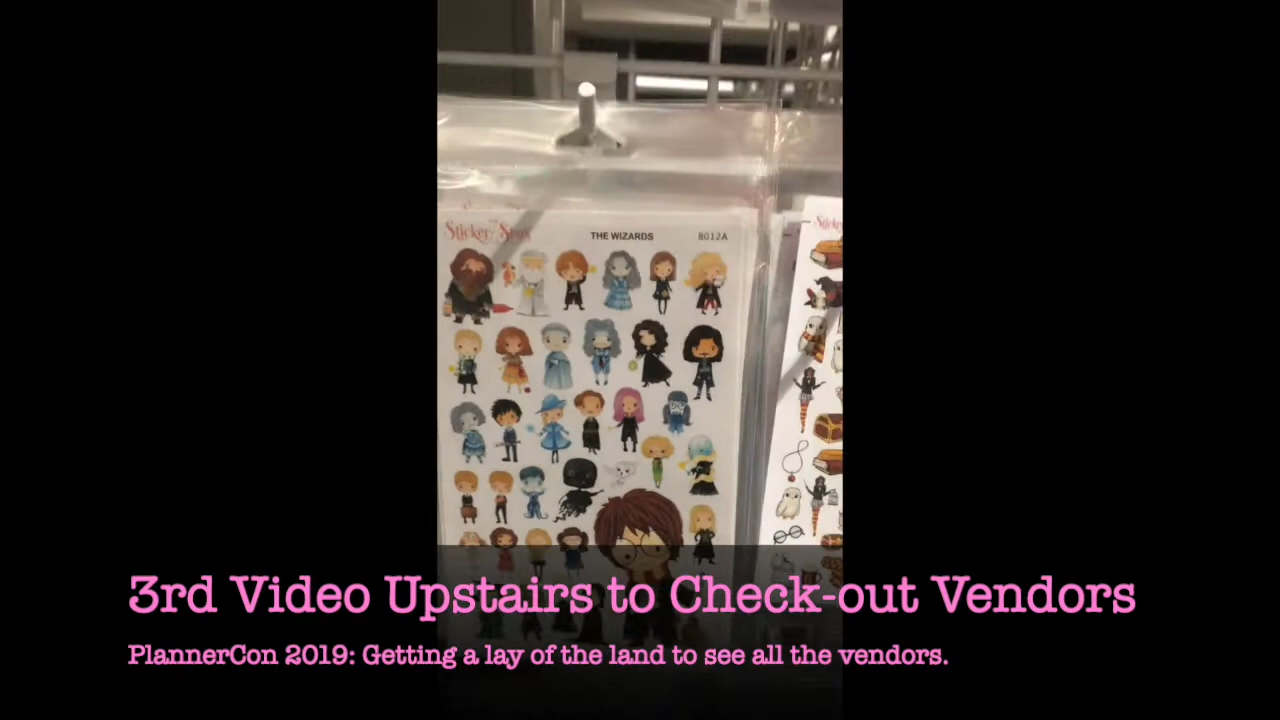 Sticker
THE WIZARDS
8012A
3rd Video Upstairs to Check-out Vendors
PlannerCon 2019: Getting a lay of the land to see all the vendors.